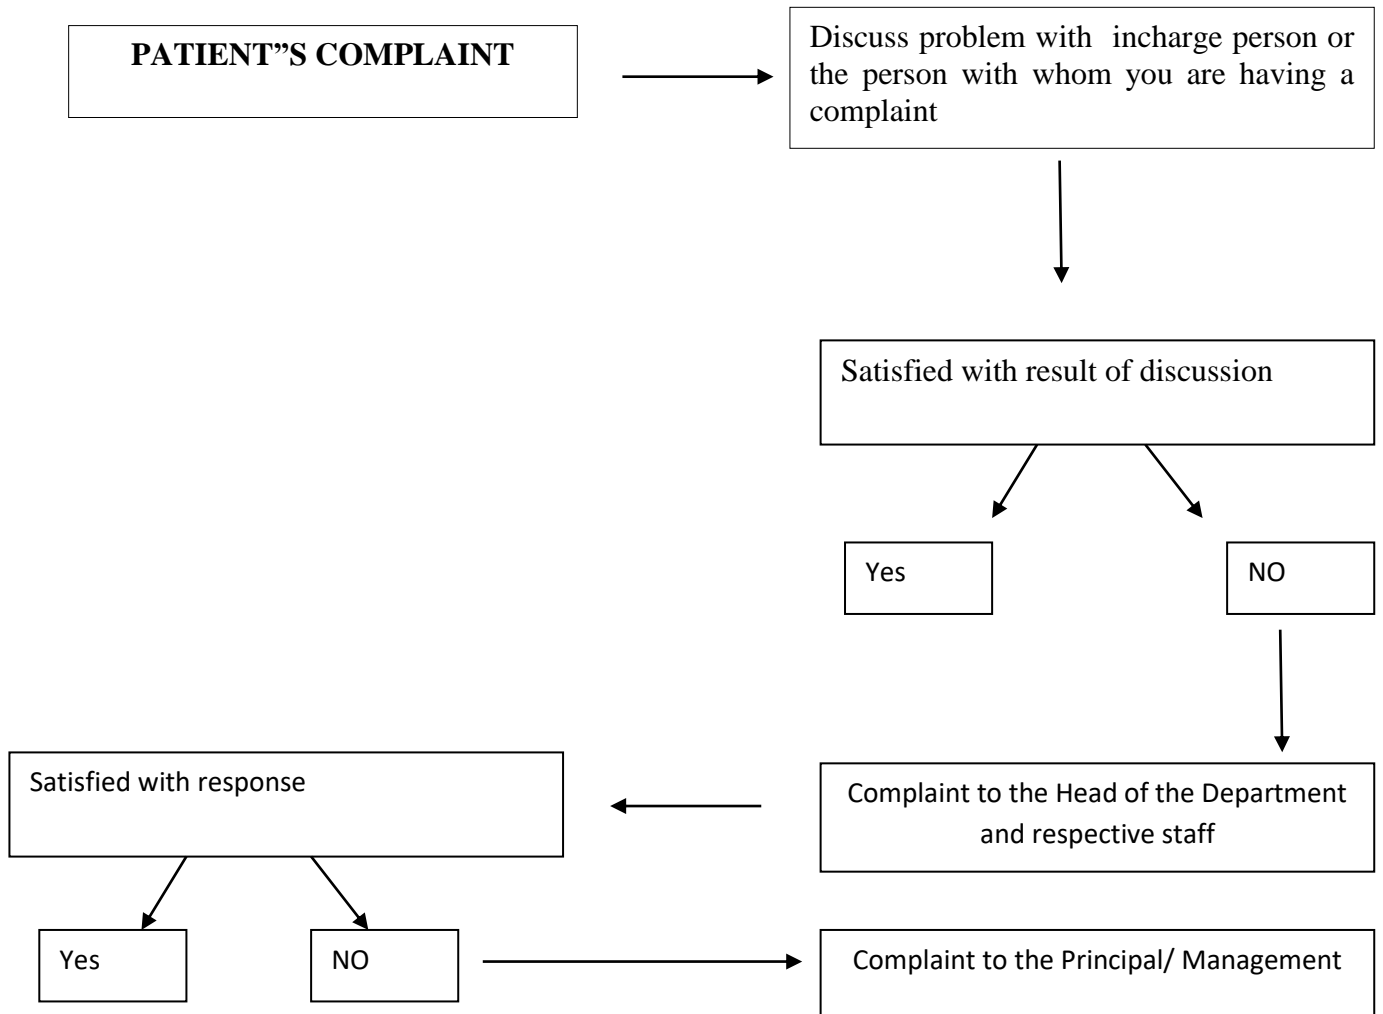 PATIENT”S COMPLAINT
Discuss problem with incharge person or
the person with whom you are having a
complaint
Satisfied with result of discussion
Yes
NO
Complaint to the Head of the Department
and respective staff
Satisfied with response
Yes
NO
Complaint to the Principal/ Management